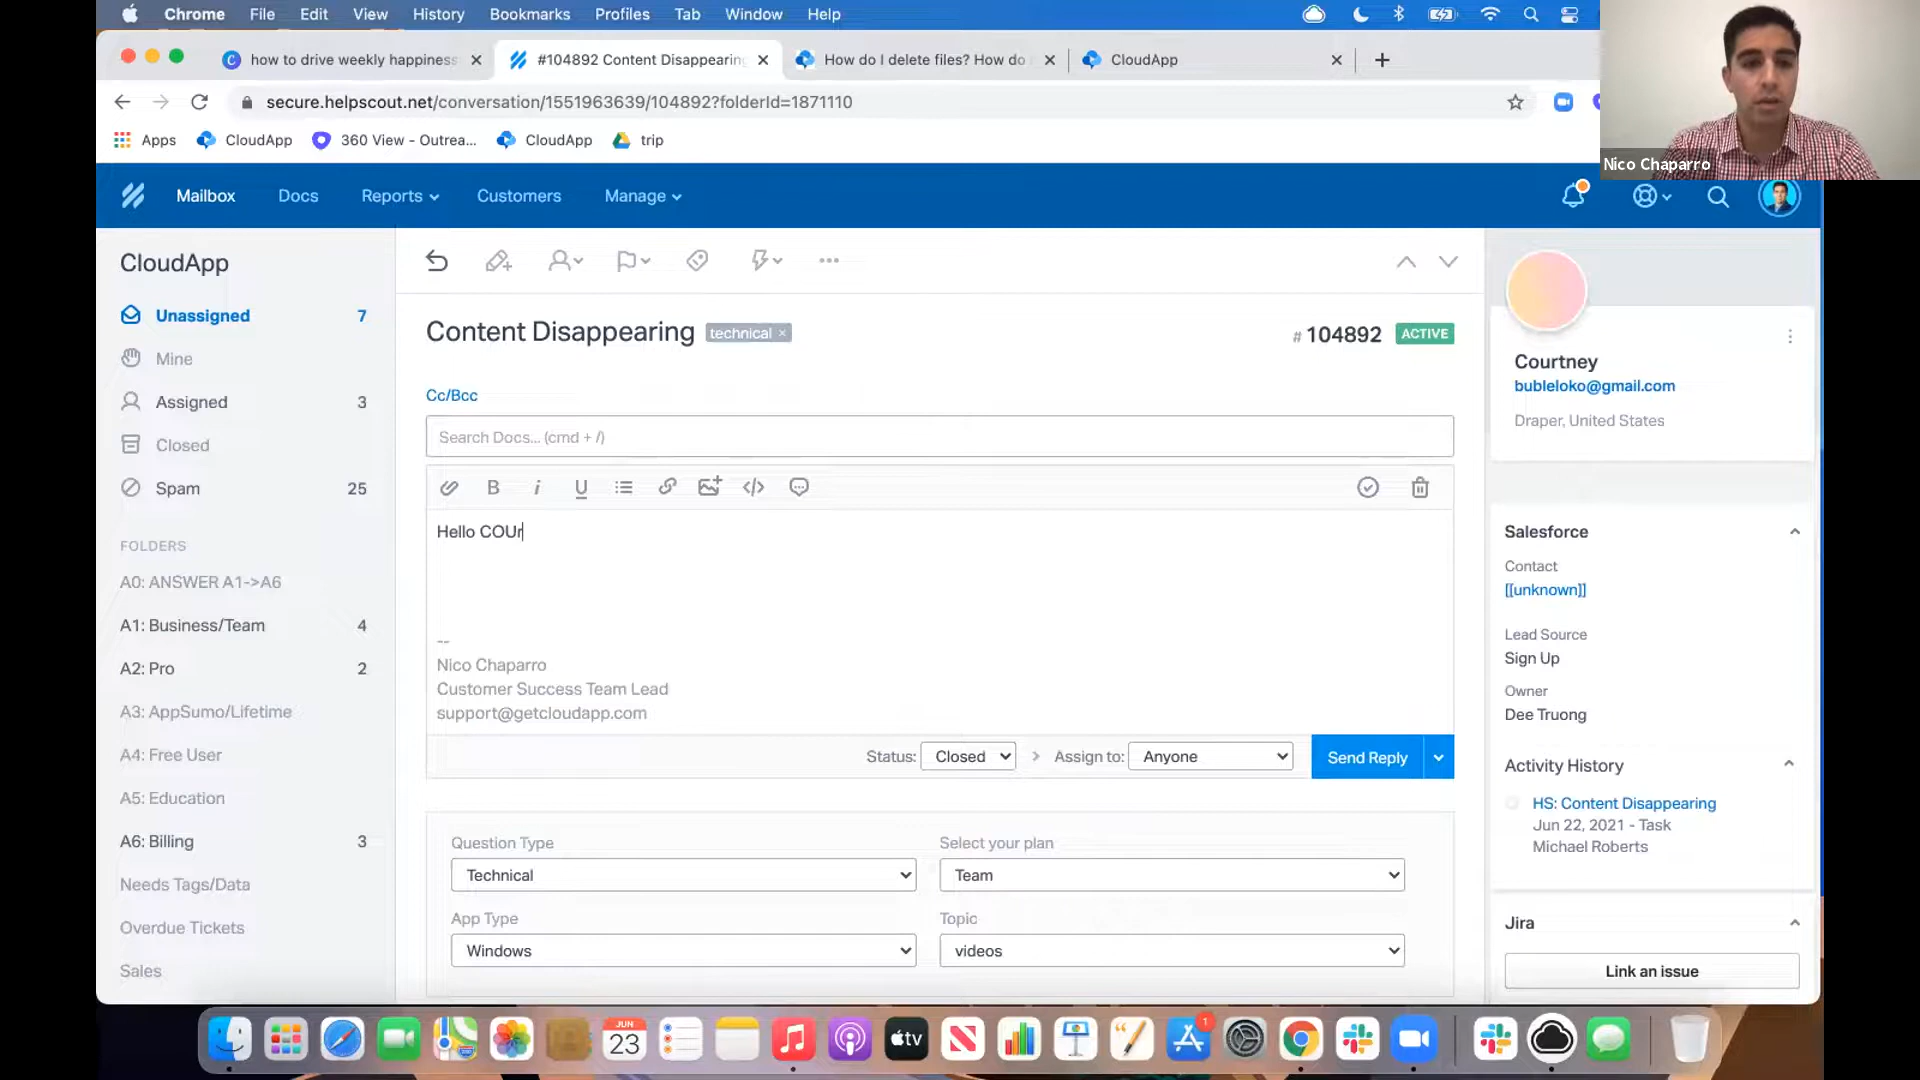 Chrome File Edit View History Bookmarks Profiles Tab Window Help
how to drive weekly happiness
#104892 Content Disappearing
How do I delete files? How do
CloudApp
secure.helpscout.net/conversation/1551963639/104892?folderId=1871110
Apps CloudApp 360 View - Outrea... CloudApp trip
Nico Chaparro
Mailbox Docs Reports Customers Manage
CloudApp
Unassigned 7
Mine
Assigned 3
Closed
Spam 25
FOLDERS
A0: ANSWER A1->A6
A1: Business/Team 4
A2: Pro 2
A3: AppSumo/Lifetime
A4: Free User
A5: Education
A6: Billing 3
Needs Tags/Data
Overdue Tickets
Sales
Content Disappearing technical ×
# 104892 ACTIVE
Cc/Bcc
Search Docs... (cmd + /)
B i U
Hello COUr
--
Nico Chaparro
Customer Success Team Lead
support@getcloudapp.com
Status: Closed > Assign to: Anyone Send Reply
Question Type
Technical
Select your plan
Team
App Type
Windows
Topic
videos
Courtney
bubleloko@gmail.com
Draper, United States
Salesforce
Contact
[[unknown]]
Lead Source
Sign Up
Owner
Dee Truong
Activity History
HS: Content Disappearing
Jun 22, 2021 - Task
Michael Roberts
Jira
Link an issue
JUN
23
tv
1